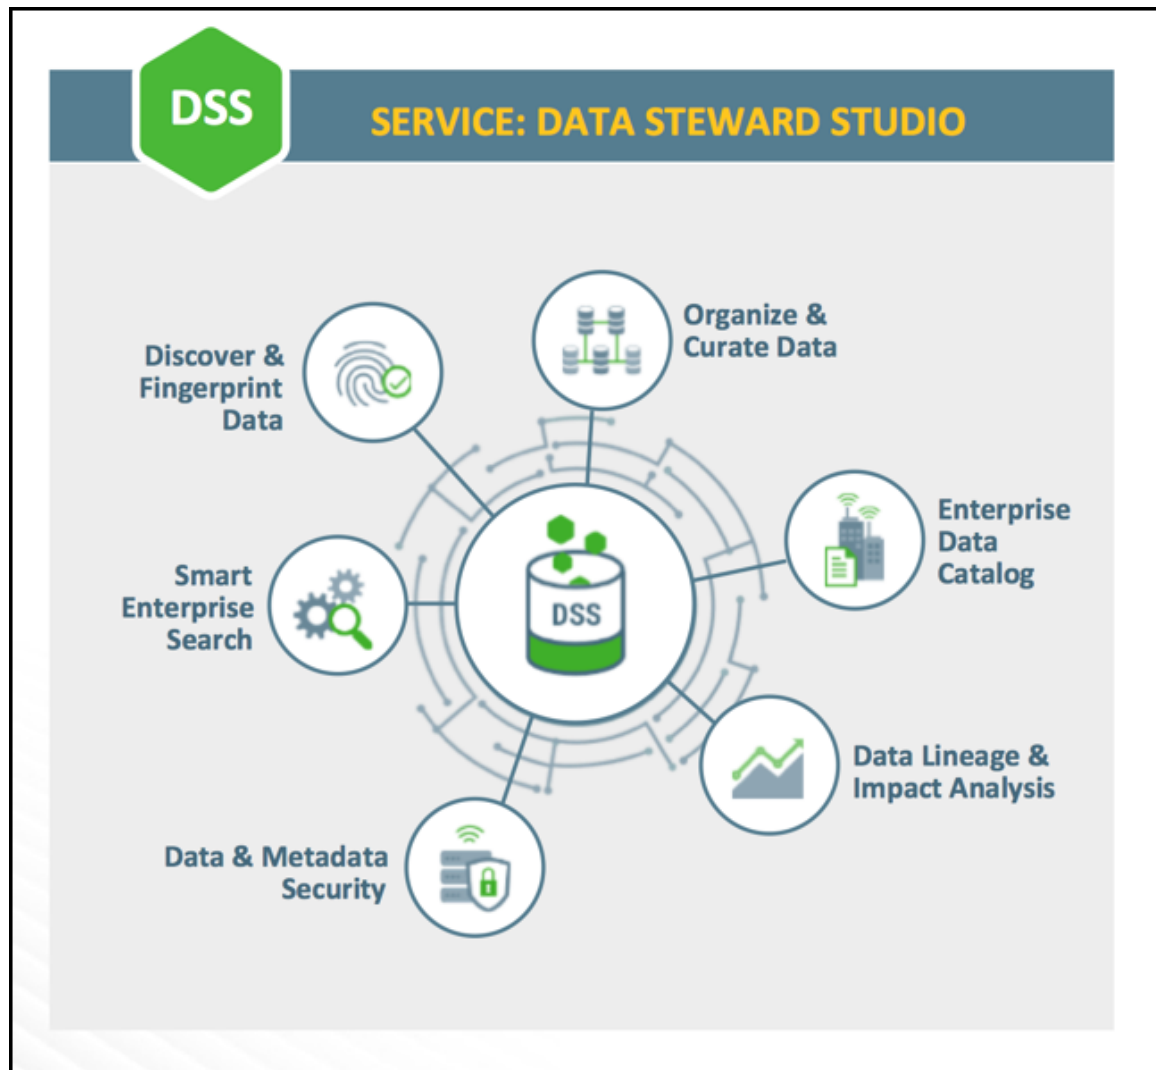 DSS
SERVICE: DATA STEWARD STUDIO
Organize &
Curate Data
Discover &
Fingerprint
Data
Enterprise
Data
Catalog
Smart
Enterprise
Search
DSS
Data Lineage &
Impact Analysis
Data & Metadata
Security